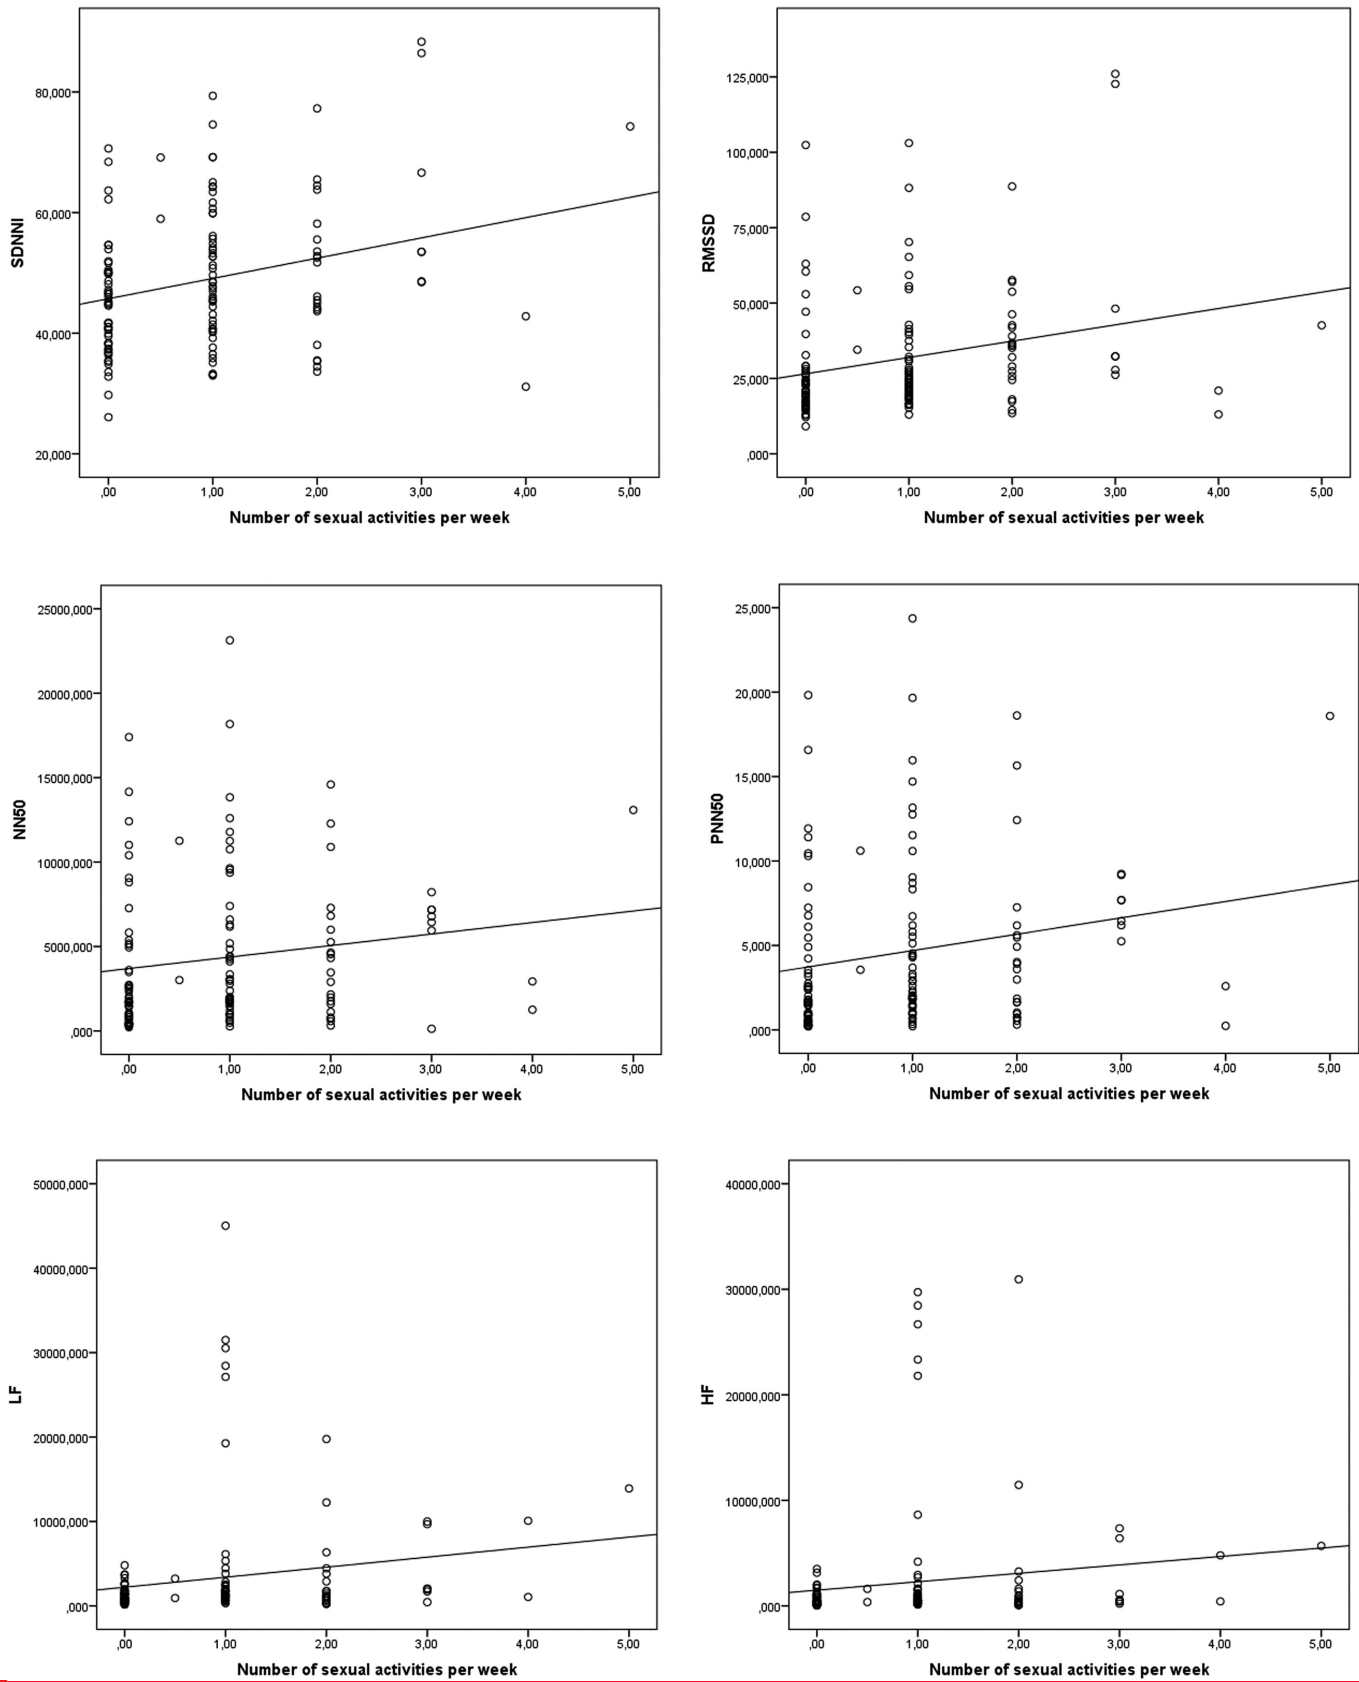 80,000
60,000
40,000
20,000
SDNNI
,00 1,00 2,00 3,00 4,00 5,00
Number of sexual activities per week
125,000
100,000
75,000
50,000
25,000
,000
RMSSD
,00 1,00 2,00 3,00 4,00 5,00
Number of sexual activities per week
25000,000
20000,000
15000,000
10000,000
5000,000
,000
NN50
,00 1,00 2,00 3,00 4,00 5,00
Number of sexual activities per week
25,000
20,000
15,000
10,000
5,000
,000
PNN50
,00 1,00 2,00 3,00 4,00 5,00
Number of sexual activities per week
50000,000
40000,000
30000,000
20000,000
10000,000
,000
LF
,00 1,00 2,00 3,00 4,00 5,00
Number of sexual activities per week
40000,000
30000,000
20000,000
10000,000
,000
HF
,00 1,00 2,00 3,00 4,00 5,00
Number of sexual activities per week